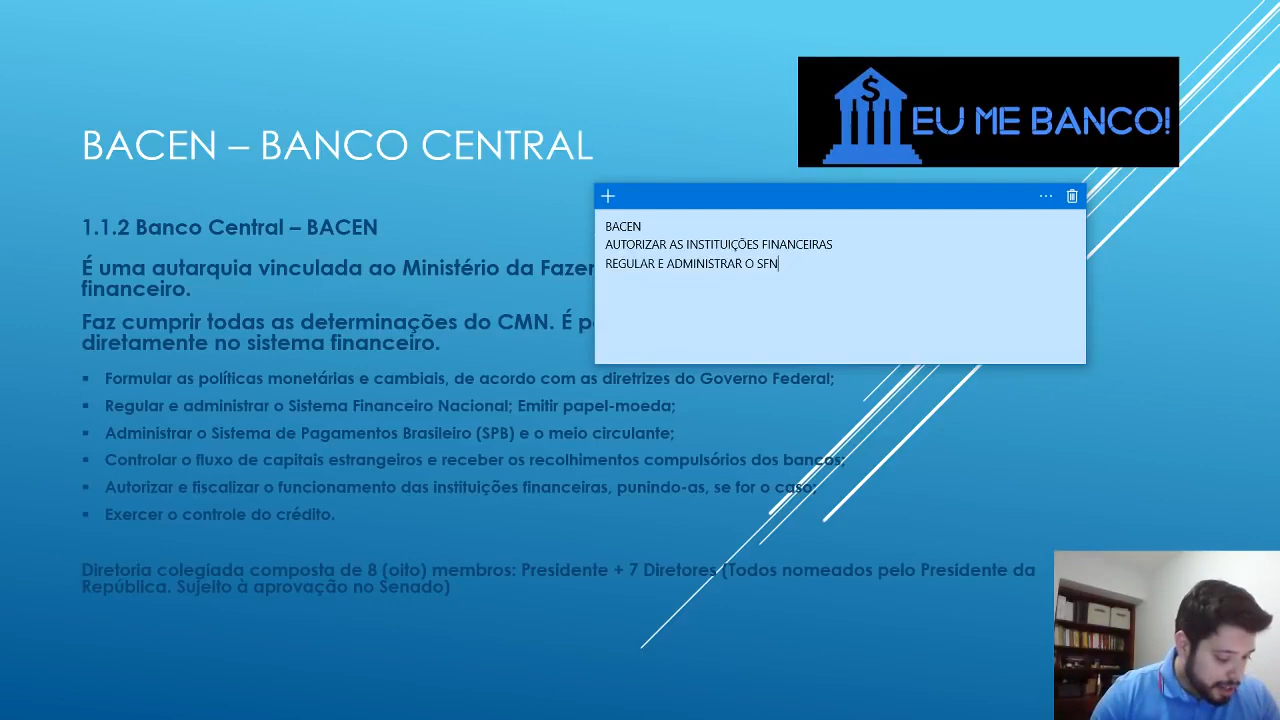 $ EU ME BANCO!
BACEN – BANCO CENTRAL
1.1.2 Banco Central – BACEN
É uma autarquia vinculada ao Ministério da Fazen
financeiro.
Faz cumprir todas as determinações do CMN. É p
diretamente no sistema financeiro.
BACEN
AUTORIZAR AS INSTITUIÇÕES FINANCEIRAS
REGULAR E ADMINISTRAR O SFN
▪ Formular as políticas monetárias e cambiais, de acordo com as diretrizes do Governo Federal;
▪ Regular e administrar o Sistema Financeiro Nacional; Emitir papel-moeda;
▪ Administrar o Sistema de Pagamentos Brasileiro (SPB) e o meio circulante;
▪ Controlar o fluxo de capitais estrangeiros e receber os recolhimentos compulsórios dos bancos;
▪ Autorizar e fiscalizar o funcionamento das instituições financeiras, punindo-as, se for o caso;
▪ Exercer o controle do crédito.
Diretoria colegiada composta de 8 (oito) membros: Presidente + 7 Diretores (Todos nomeados pelo Presidente da
República. Sujeito à aprovação no Senado)